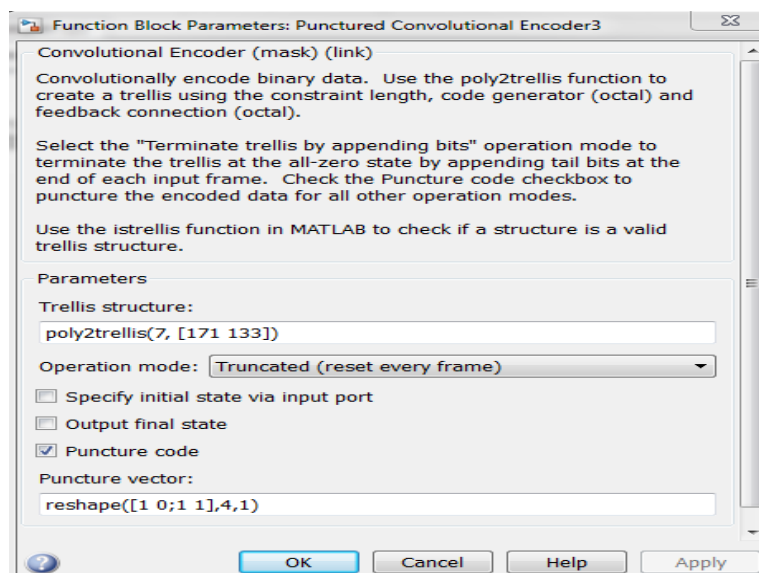 Function Block Parameters: Punctured Convolutional Encoder3
Convolutional Encoder (mask) (link)
Convolutionally encode binary data.  Use the poly2trellis function to
create a trellis using the constraint length, code generator (octal) and
feedback connection (octal).
Select the "Terminate trellis by appending bits" operation mode to
terminate the trellis at the all-zero state by appending tail bits at the
end of each input frame.  Check the Puncture code checkbox to
puncture the encoded data for all other operation modes.
Use the istrellis function in MATLAB to check if a structure is a valid
trellis structure.
Parameters
Trellis structure:
poly2trellis(7, [171 133])
Operation mode: Truncated (reset every frame)
Specify initial state via input port
Output final state
Puncture code
Puncture vector:
reshape([1 0;1 1],4,1)
OK Cancel Help Apply